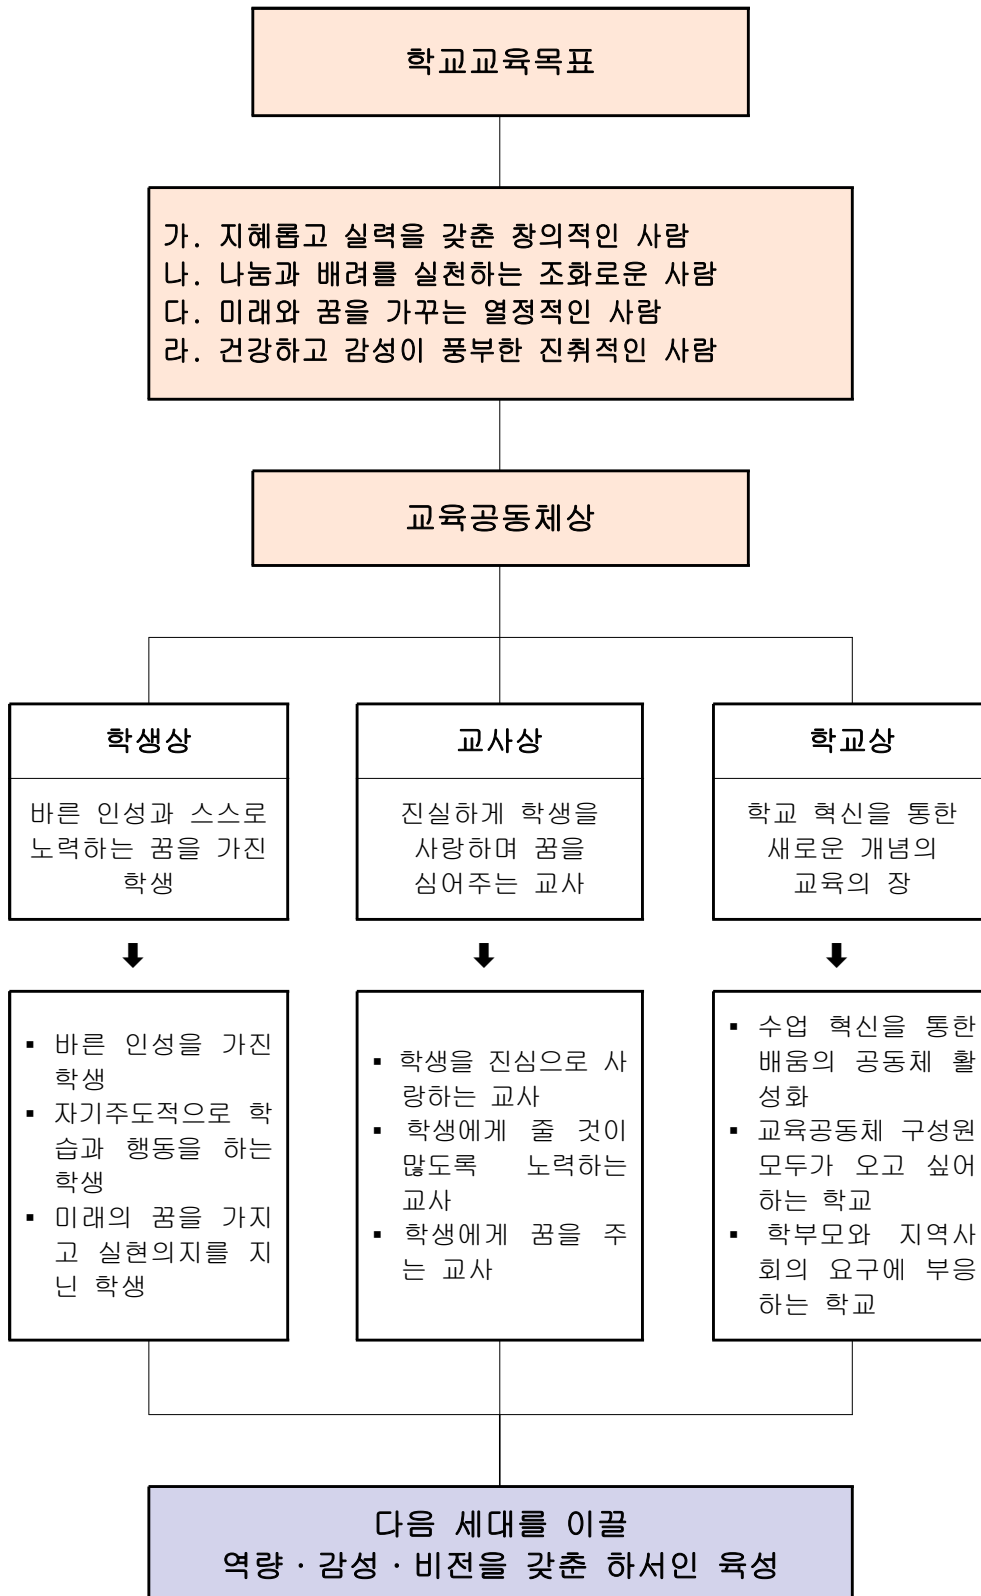 학교교육목표
가. 지혜롭고 실력을 갖춘 창의적인 사람
나. 나눔과 배려를 실천하는 조화로운 사람
다. 미래와 꿈을 가꾸는 열정적인 사람
라. 건강하고 감성이 풍부한 진취적인 사람
교육공동체상
학생상
바른 인성과 스스로
노력하는 꿈을 가진
학생
교사상
진실하게 학생을
사랑하며 꿈을
심어주는 교사
학교상
학교 혁신을 통한
새로운 개념의
교육의 장
▪ 바른 인성을 가진
학생
▪ 자기주도적으로 학
습과 행동을 하는
학생
▪ 미래의 꿈을 가지
고 실현의지를 지
닌 학생
▪ 학생을 진심으로 사
랑하는 교사
▪ 학생에게 줄 것이
많도록 노력하는
교사
▪ 학생에게 꿈을 주
는 교사
▪ 수업 혁신을 통한
배움의 공동체 활
성화
▪ 교육공동체 구성원
모두가 오고 싶어
하는 학교
▪ 학부모와 지역사
회의 요구에 부응
하는 학교
다음 세대를 이끌
역량·감성·비전을 갖춘 하서인 육성